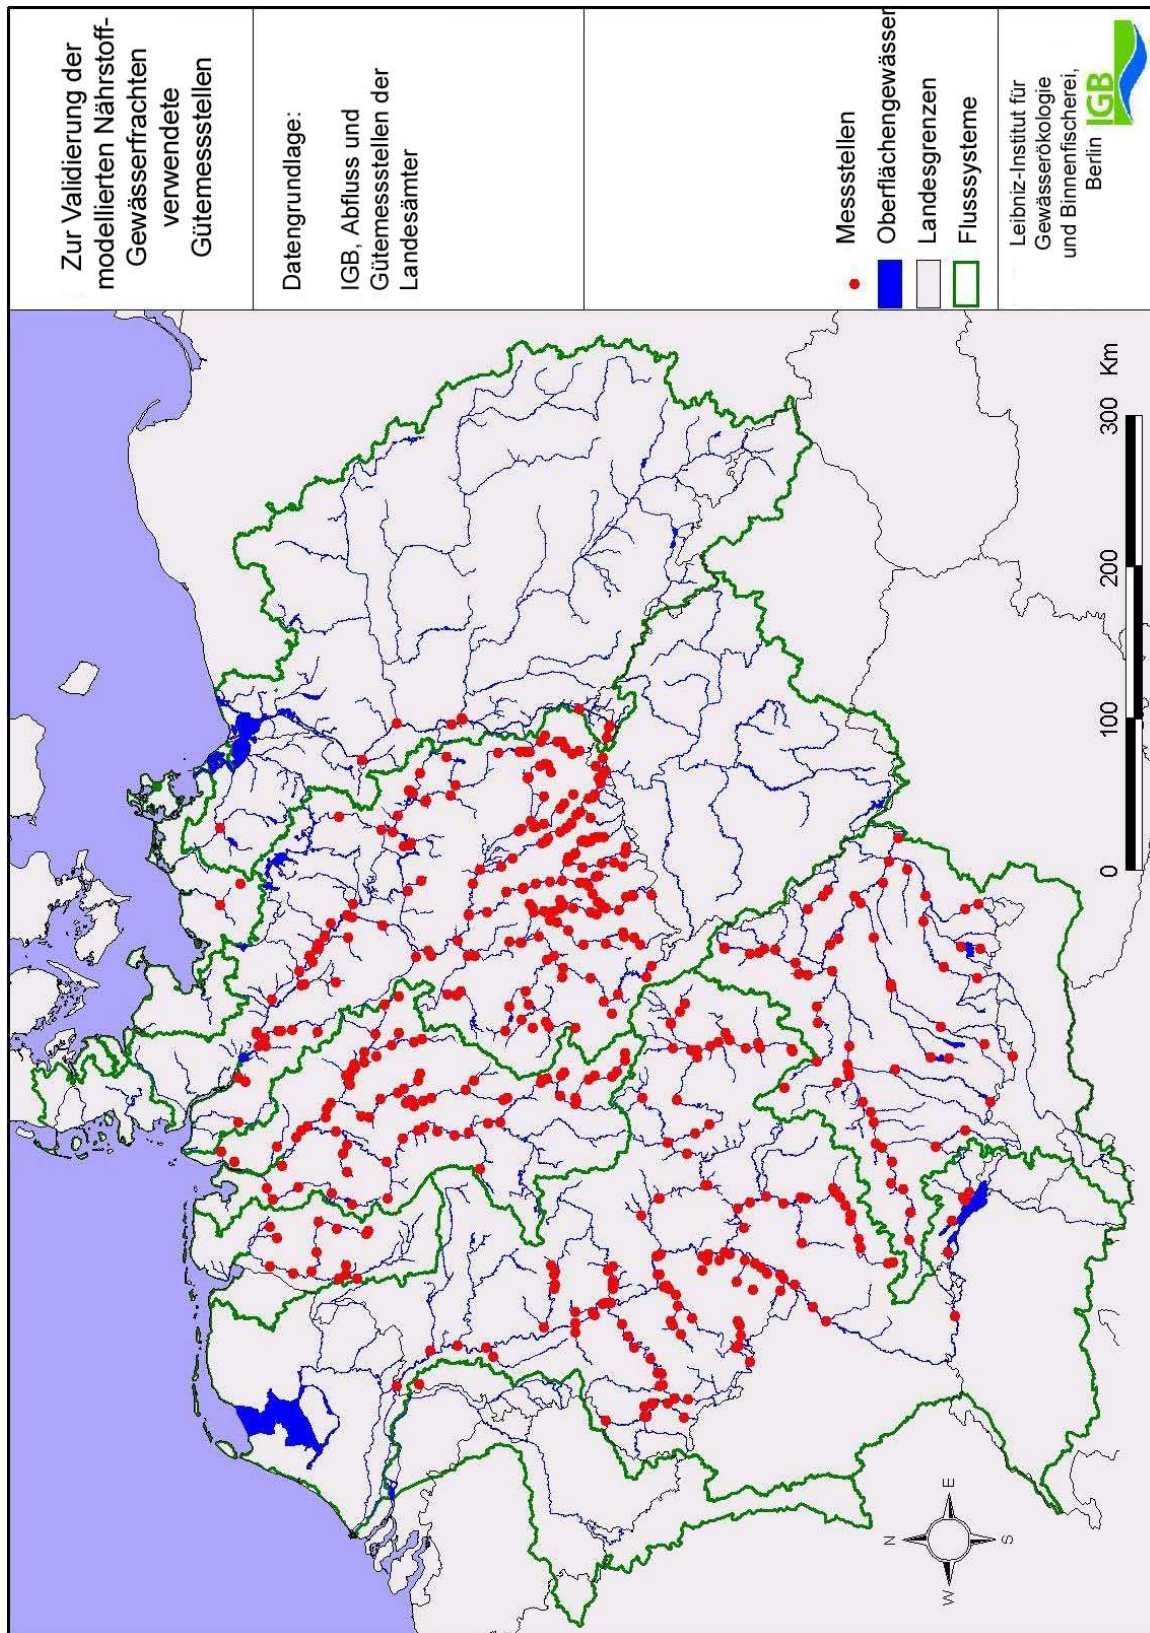 Zur Validierung der
modellierten Nährstoff-
Gewässerfrachten
verwendete
Gütemessstellen
Datengrundlage:
IGB, Abfluss und
Gütemessstellen der
Landesämter
Messstellen
Oberflächengewässer
Landesgrenzen
Flusssysteme
Leibniz-Institut für
Gewässerökologie
und Binnenfischerei,
Berlin
IGB
N
W
E
S
0
100
200
300
Km